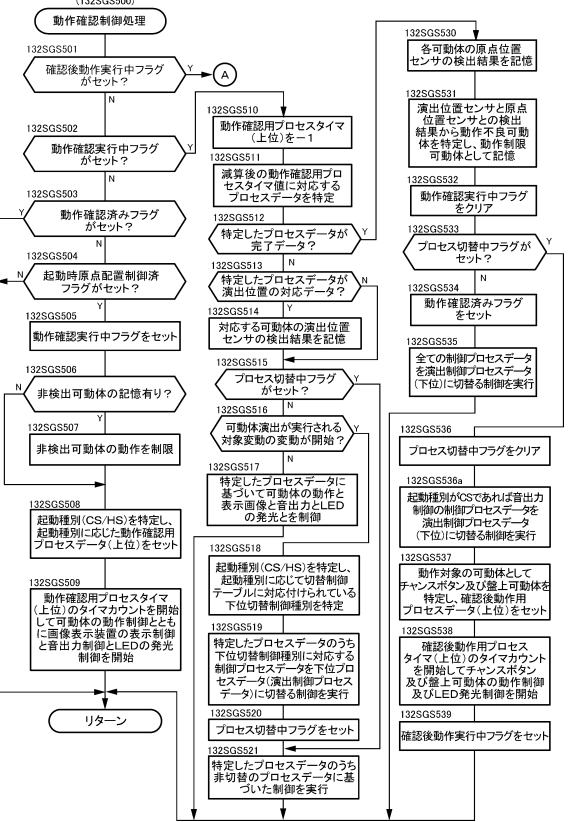 (132SGS500)
動作確認制御処理
132SGS501
確認後動作実行中フラグ
がセット？
Y
A
N
132SGS502
動作確認実行中フラグ
がセット？
Y
N
132SGS503
動作確認済みフラグ
がセット？
Y
N
132SGS504
起動時原点配置制御済
フラグがセット？
N
Y
132SGS505
動作確認実行中フラグをセット
132SGS506
非検出可動体の記憶有り？
N
Y
132SGS507
非検出可動体の動作を制限
132SGS508
起動種別(CS/HS)を特定し、
起動種別に応じた動作確認用
プロセスデータ(上位)をセット
132SGS509
動作確認用プロセスタイマ
(上位)のタイマカウントを開始
して可動体の動作制御ととも
に画像表示装置の表示制御
と音出力制御とLEDの発光
制御を開始
リターン
132SGS510
動作確認用プロセスタイマ
(上位)を－1
132SGS511
減算後の動作確認用プロ
セスタイマ値に対応する
プロセスデータを特定
132SGS512
特定したプロセスデータが
完了データ？
Y
N
132SGS513
特定したプロセスデータが
演出位置の対応データ？
N
Y
132SGS514
対応する可動体の演出位置
センサの検出結果を記憶
132SGS515
プロセス切替中フラグ
がセット？
Y
N
132SGS516
可動体演出が実行される
対象変動の変動が開始？
Y
N
132SGS517
特定したプロセスデータに
基づいて可動体の動作と
表示画像と音出力とLED
の発光とを制御
132SGS518
起動種別(CS/HS)を特定し、
起動種別に応じて切替制御
テーブルに対応付けられている
下位切替制御種別を特定
132SGS519
特定したプロセスデータのうち
下位切替制御種別に対応する
制御プロセスデータを下位プロ
セスデータ(演出制御プロセス
データ)に切替る制御を実行
132SGS520
プロセス切替中フラグをセット
132SGS521
特定したプロセスデータのうち
非切替のプロセスデータに基
づいた制御を実行
132SGS530
各可動体の原点位置
センサの検出結果を記憶
132SGS531
演出位置センサと原点
位置センサとの検出
結果から動作不良可動
体を特定し、動作制限
可動体として記憶
132SGS532
動作確認実行中フラグ
をクリア
132SGS533
プロセス切替中フラグが
セット？
Y
N
132SGS534
動作確認済みフラグ
をセット
132SGS535
全ての制御プロセスデータ
を演出制御プロセスデータ
(下位)に切替る制御を実行
132SGS536
プロセス切替中フラグをクリア
132SGS536a
起動種別がCSであれば音出力
制御の制御プロセスデータを
演出制御プロセスデータ
(下位)に切替る制御を実行
132SGS537
動作対象の可動体として
チャンスボタン及び盤上可動体を
特定し、確認後動作用
プロセスデータ(上位)をセット
132SGS538
確認後動作用プロセス
タイマ(上位)のタイマカウント
を開始してチャンスボタン
及び盤上可動体の動作制御
及びLED発光制御を開始
132SGS539
確認後動作実行中フラグをセット